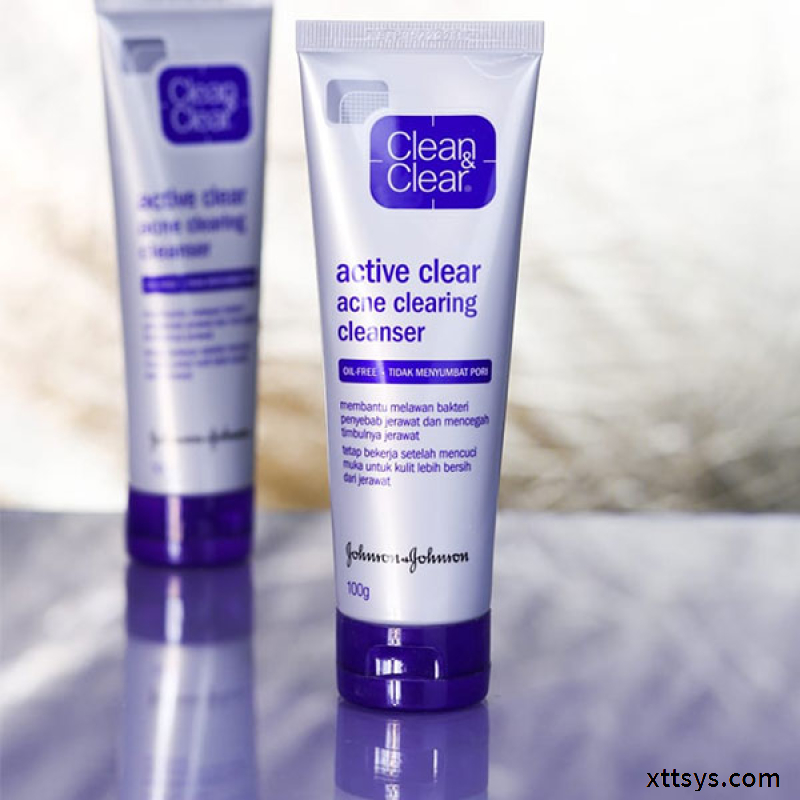 Clean &
Clear®
active clear
acne clearing
cleanser
OIL-FREE - TIDAK MENYUMBAT PORI
membantu melawan bakteri
penyebab jerawat dan mencegah
timbulnya jerawat
tetap bekerja setelah mencuci
muka untuk kulit lebih bersih
dari jerawat
Johnson & Johnson
100g
Clean &
Clear
active clear
acne clearing
cleanser
Johnson & Johnson
xttsys.com